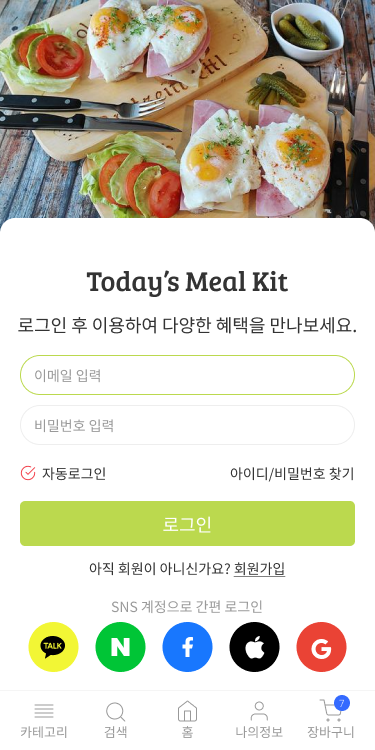 Today's Meal Kit
로그인 후 이용하여 다양한 혜택을 만나보세요.
이메일 입력
비밀번호 입력
자동로그인 아이디/비밀번호 찾기
로그인
아직 회원이 아니신가요? 회원가입
SNS 계정으로 간편 로그인
TALK N f G
7
카테고리 검색 홈 나의정보 장바구니